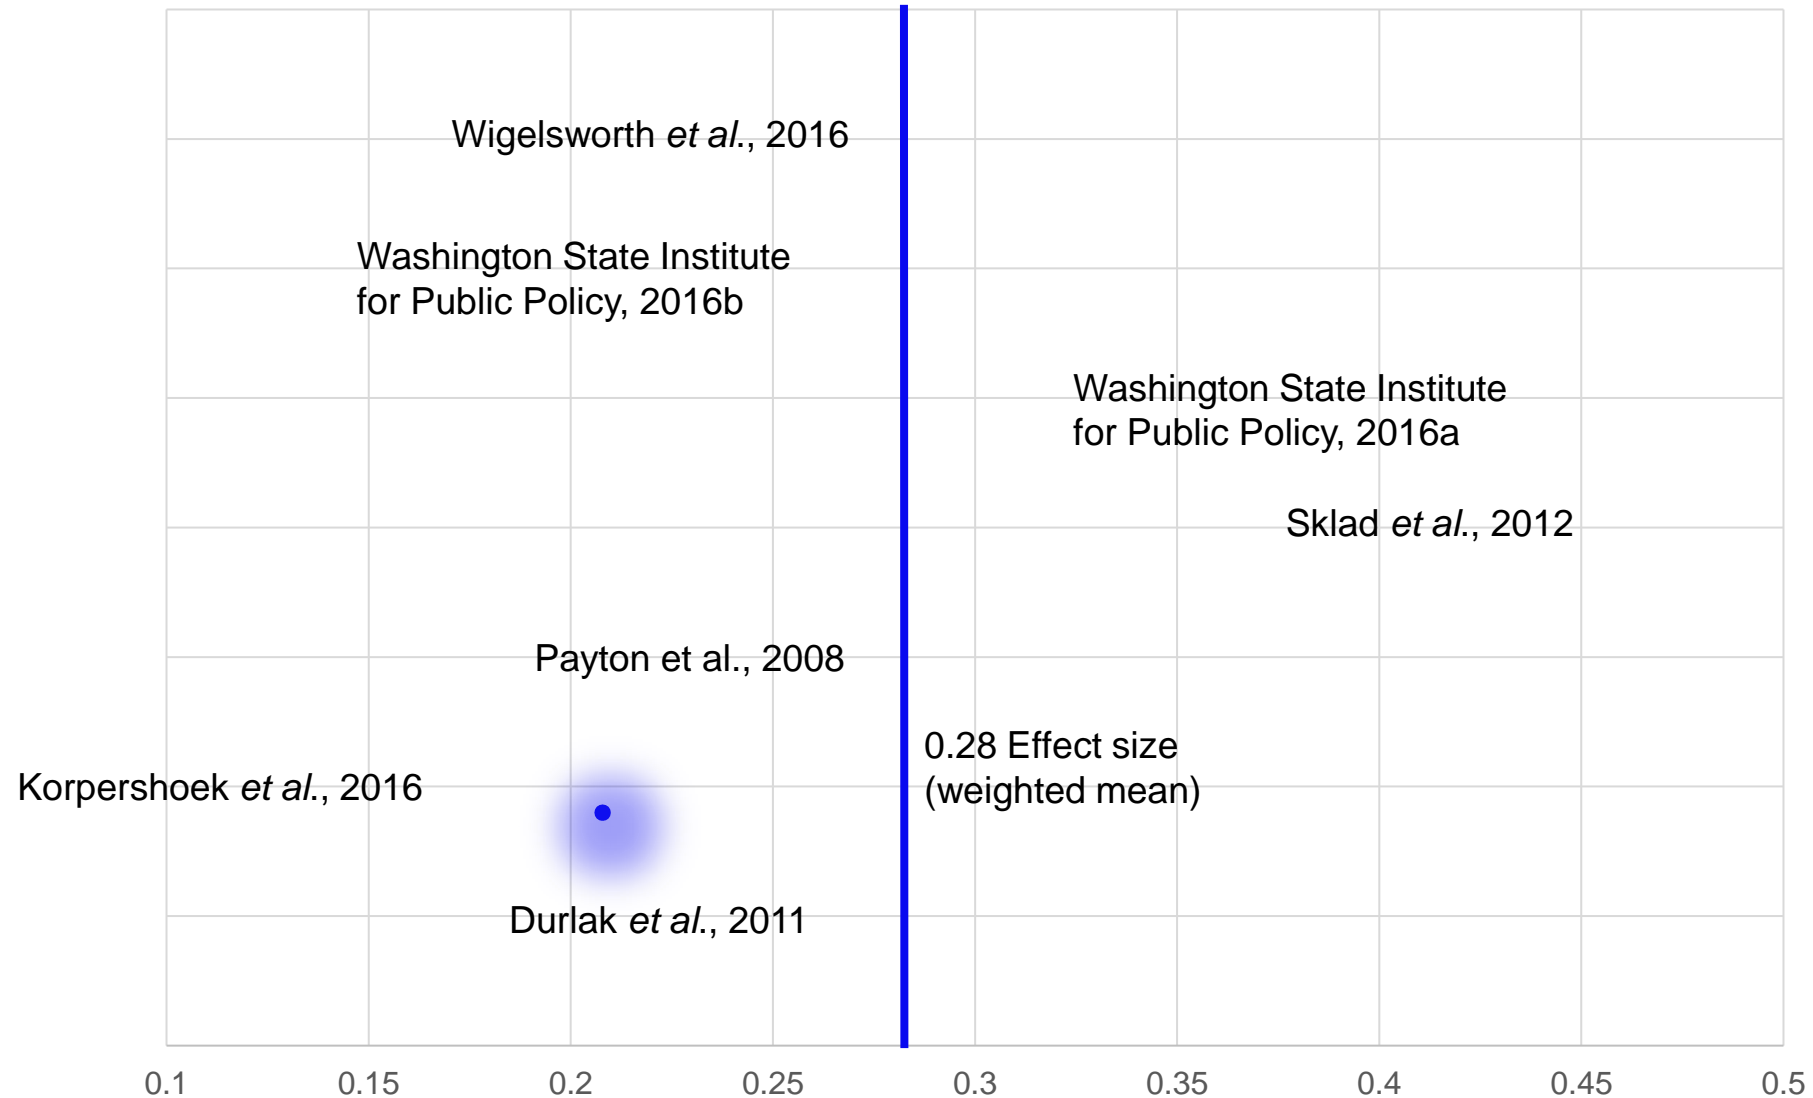 Wigelsworth et al., 2016
Washington State Institute
for Public Policy, 2016b
Washington State Institute
for Public Policy, 2016a
Sklad et al., 2012
Payton et al., 2008
0.28 Effect size
(weighted mean)
Korpershoek et al., 2016
Durlak et al., 2011
0.1 0.15 0.2 0.25 0.3 0.35 0.4 0.45 0.5